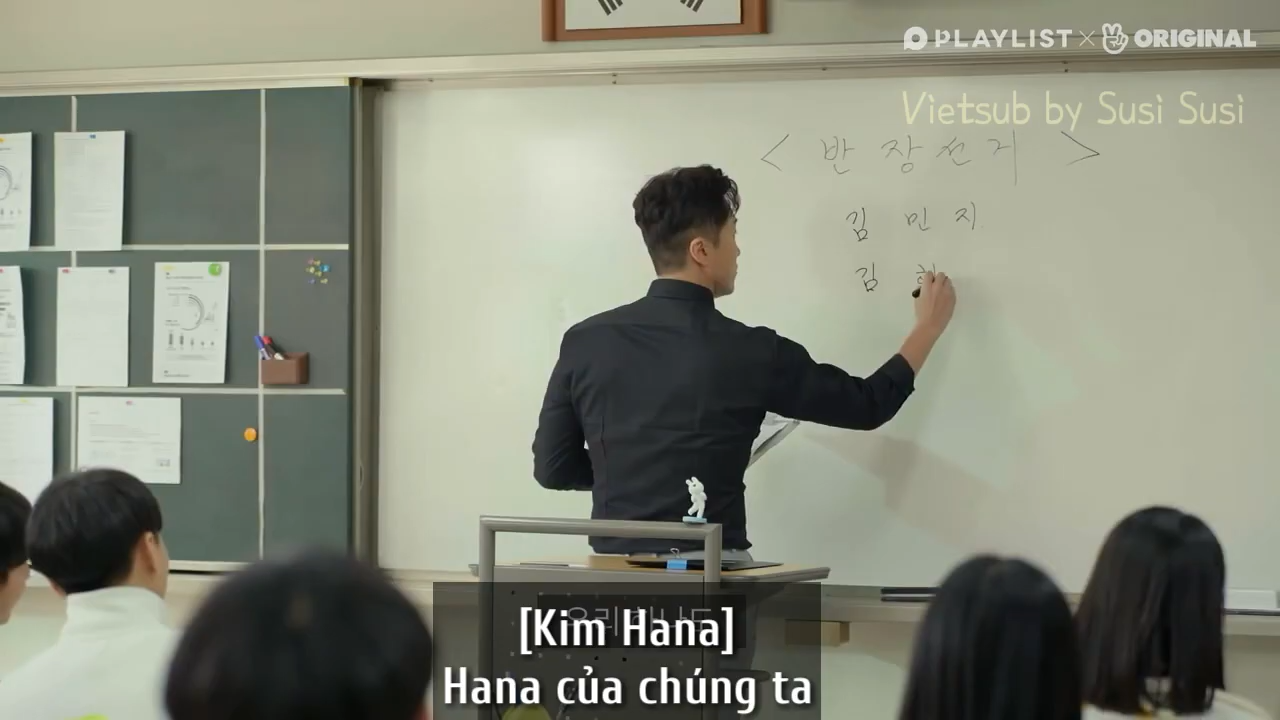 PLAYLIST × ORIGINAL
Vietsub by Susi Susi
< 반장선거 >
김 민 지
김 하
[Kim Hana]
Hana của chúng ta